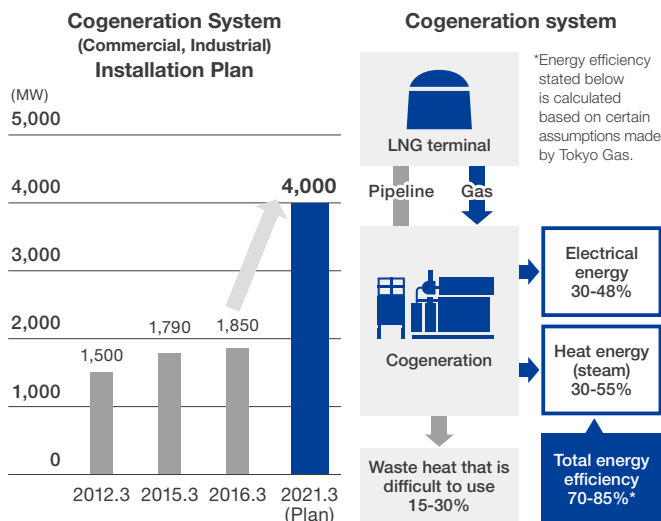 Cogeneration System
(Commercial, Industrial)
Installation Plan
(MW)
5,000
4,000
3,000
2,000
1,000
0
1,500
1,790
1,850
4,000
2012.3
2015.3
2016.3
2021.3
(Plan)
Cogeneration system
LNG terminal
*Energy efficiency
stated below
is calculated
based on certain
assumptions made
by Tokyo Gas.
Pipeline
Gas
Cogeneration
Electrical
energy
30-48%
Heat energy
(steam)
30-55%
Waste heat that is
difficult to use
15-30%
Total energy
efficiency
70-85%*